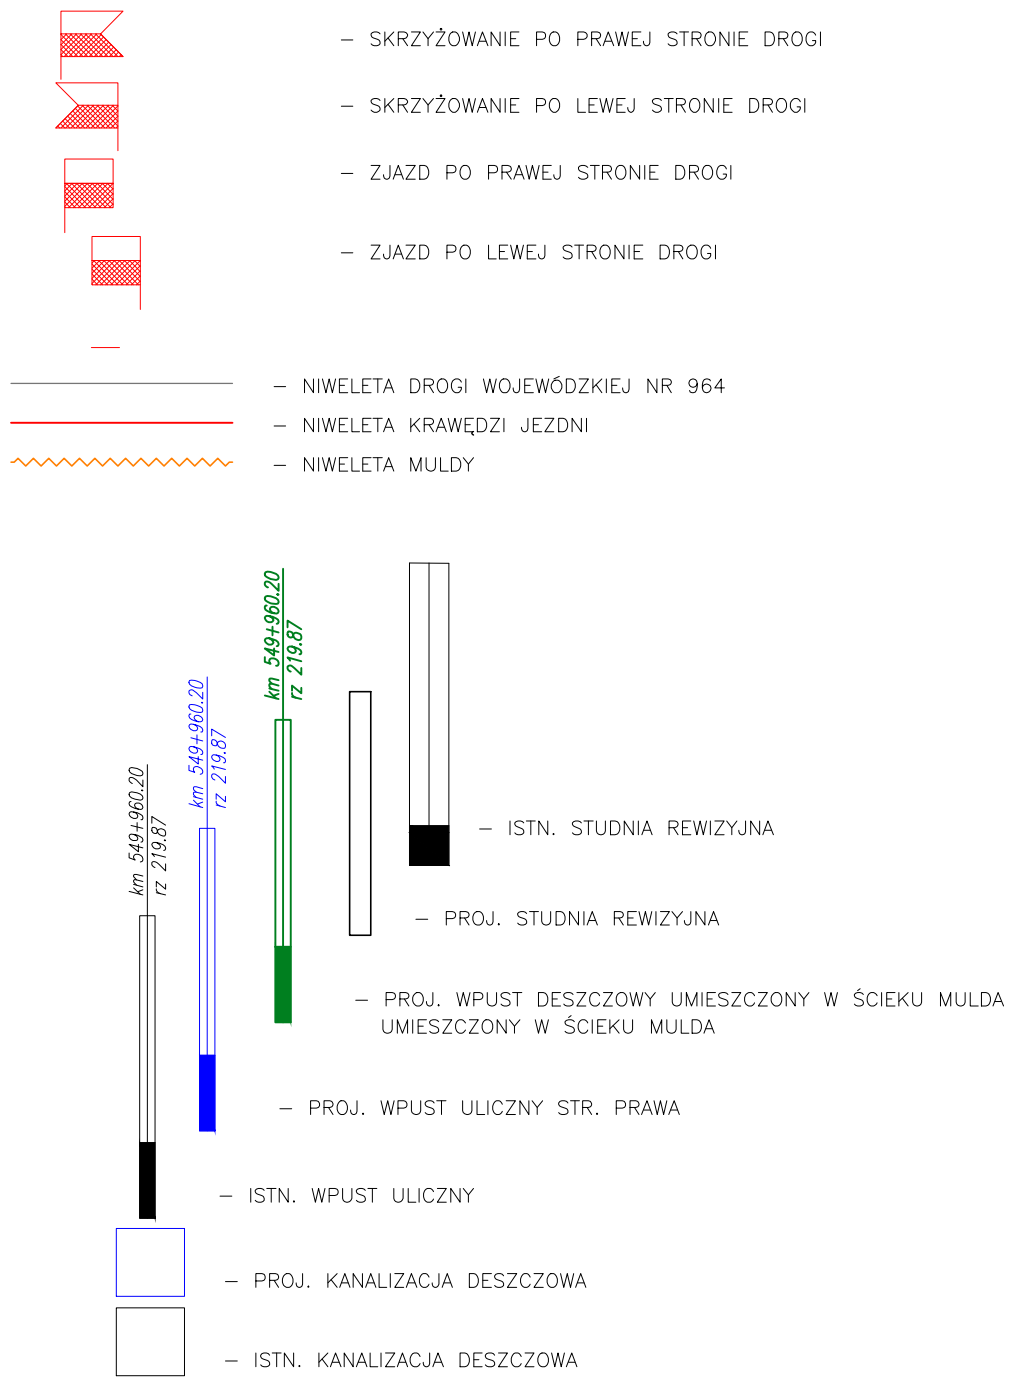 – SKRZYŻOWANIE PO PRAWEJ STRONIE DROGI
– SKRZYŻOWANIE PO LEWEJ STRONIE DROGI
– ZJAZD PO PRAWEJ STRONIE DROGI
– ZJAZD PO LEWEJ STRONIE DROGI
– NIWELETA DROGI WOJEWÓDZKIEJ NR 964
– NIWELETA KRAWĘDZI JEZDNI
– NIWELETA MULDY
km 549+960.20
rz 219.87
km 549+960.20
rz 219.87
km 549+960.20
rz 219.87
– ISTN. STUDNIA REWIZYJNA
– PROJ. STUDNIA REWIZYJNA
– PROJ. WPUST DESZCZOWY UMIESZCZONY W ŚCIEKU MULDA
UMIESZCZONY W ŚCIEKU MULDA
– PROJ. WPUST ULICZNY STR. PRAWA
– ISTN. WPUST ULICZNY
– PROJ. KANALIZACJA DESZCZOWA
– ISTN. KANALIZACJA DESZCZOWA